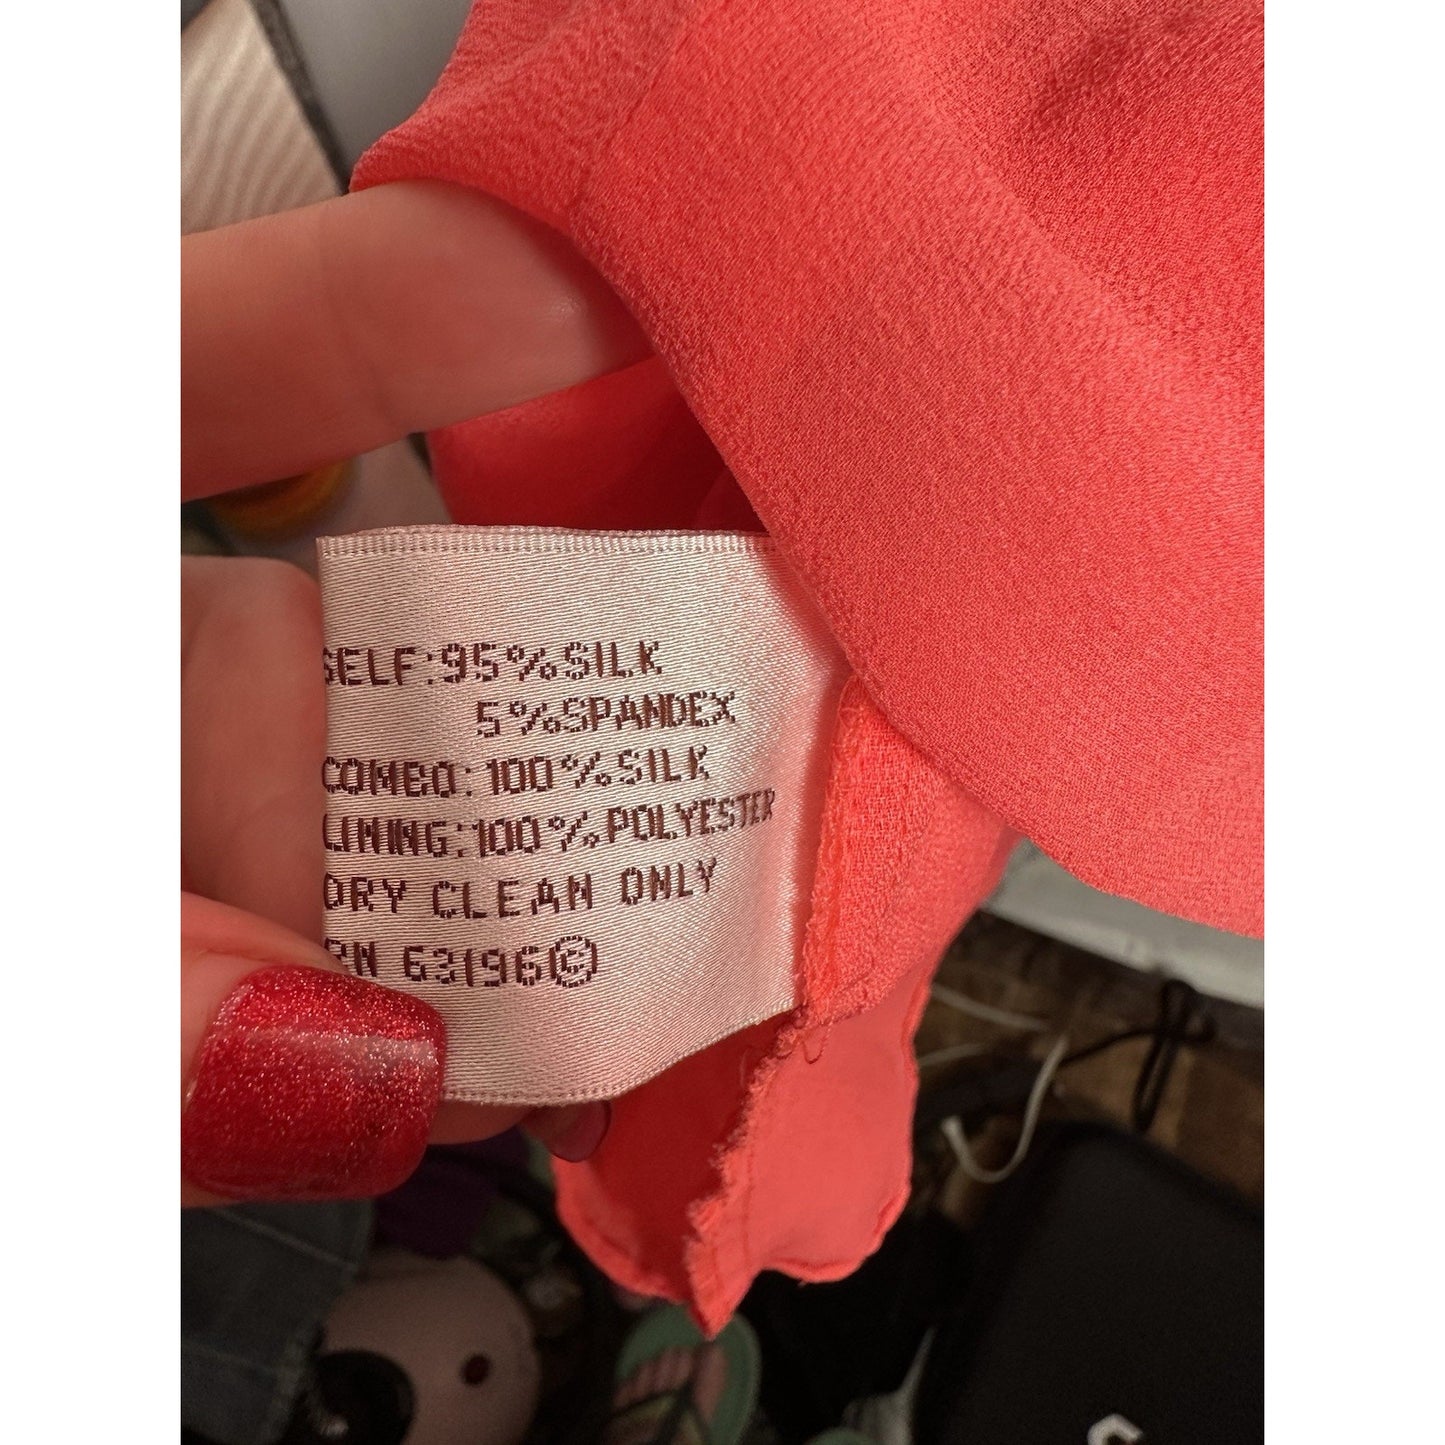 SELF:95%SILK
5%SPANDEX
COMBO:100%SILK
LINING:100%POLYESTER
DRY CLEAN ONLY
RN 63196©